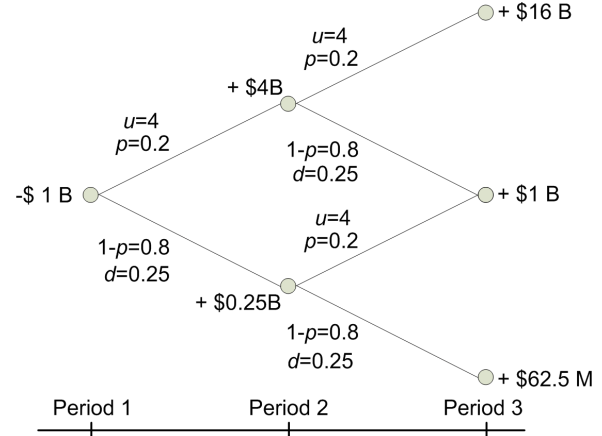 + $16 B
u=4
p=0.2
+ $4B
u=4
p=0.2
1-p=0.8
d=0.25
-$ 1 B
+ $1 B
u=4
p=0.2
1-p=0.8
d=0.25
+ $0.25B
1-p=0.8
d=0.25
+ $62.5 M
Period 1
Period 2
Period 3